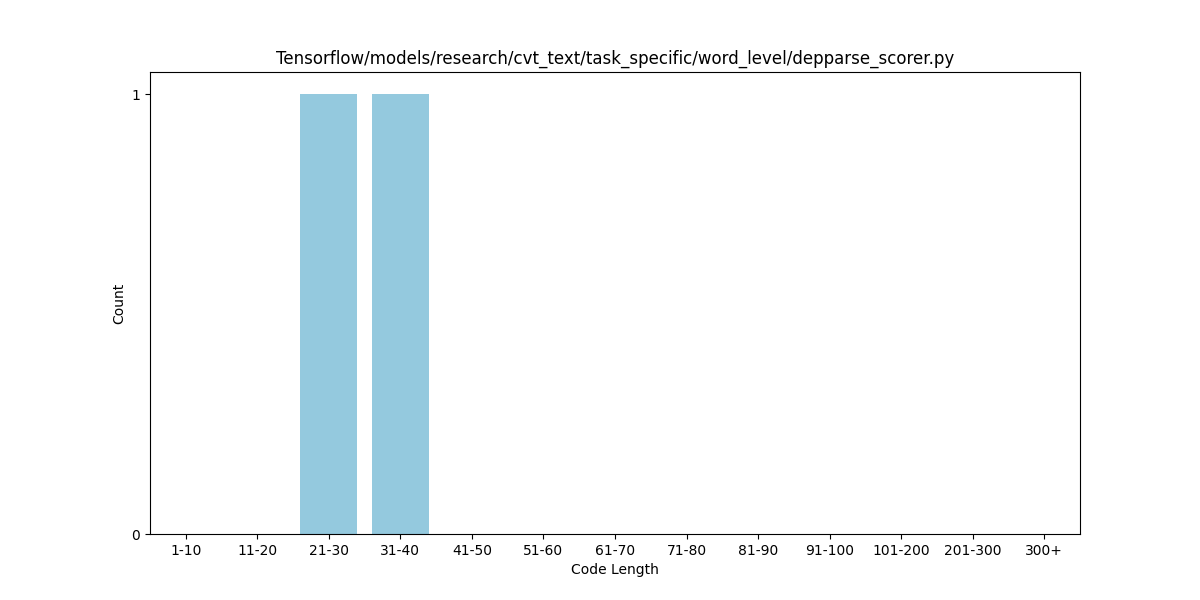 Tensorflow/models/research/cvt_text/task_specific/word_level/depparse_scorer.py
1
Count
0
1-10 11-20 21-30 31-40 41-50 51-60 61-70 71-80 81-90 91-100 101-200 201-300 300+
Code Length